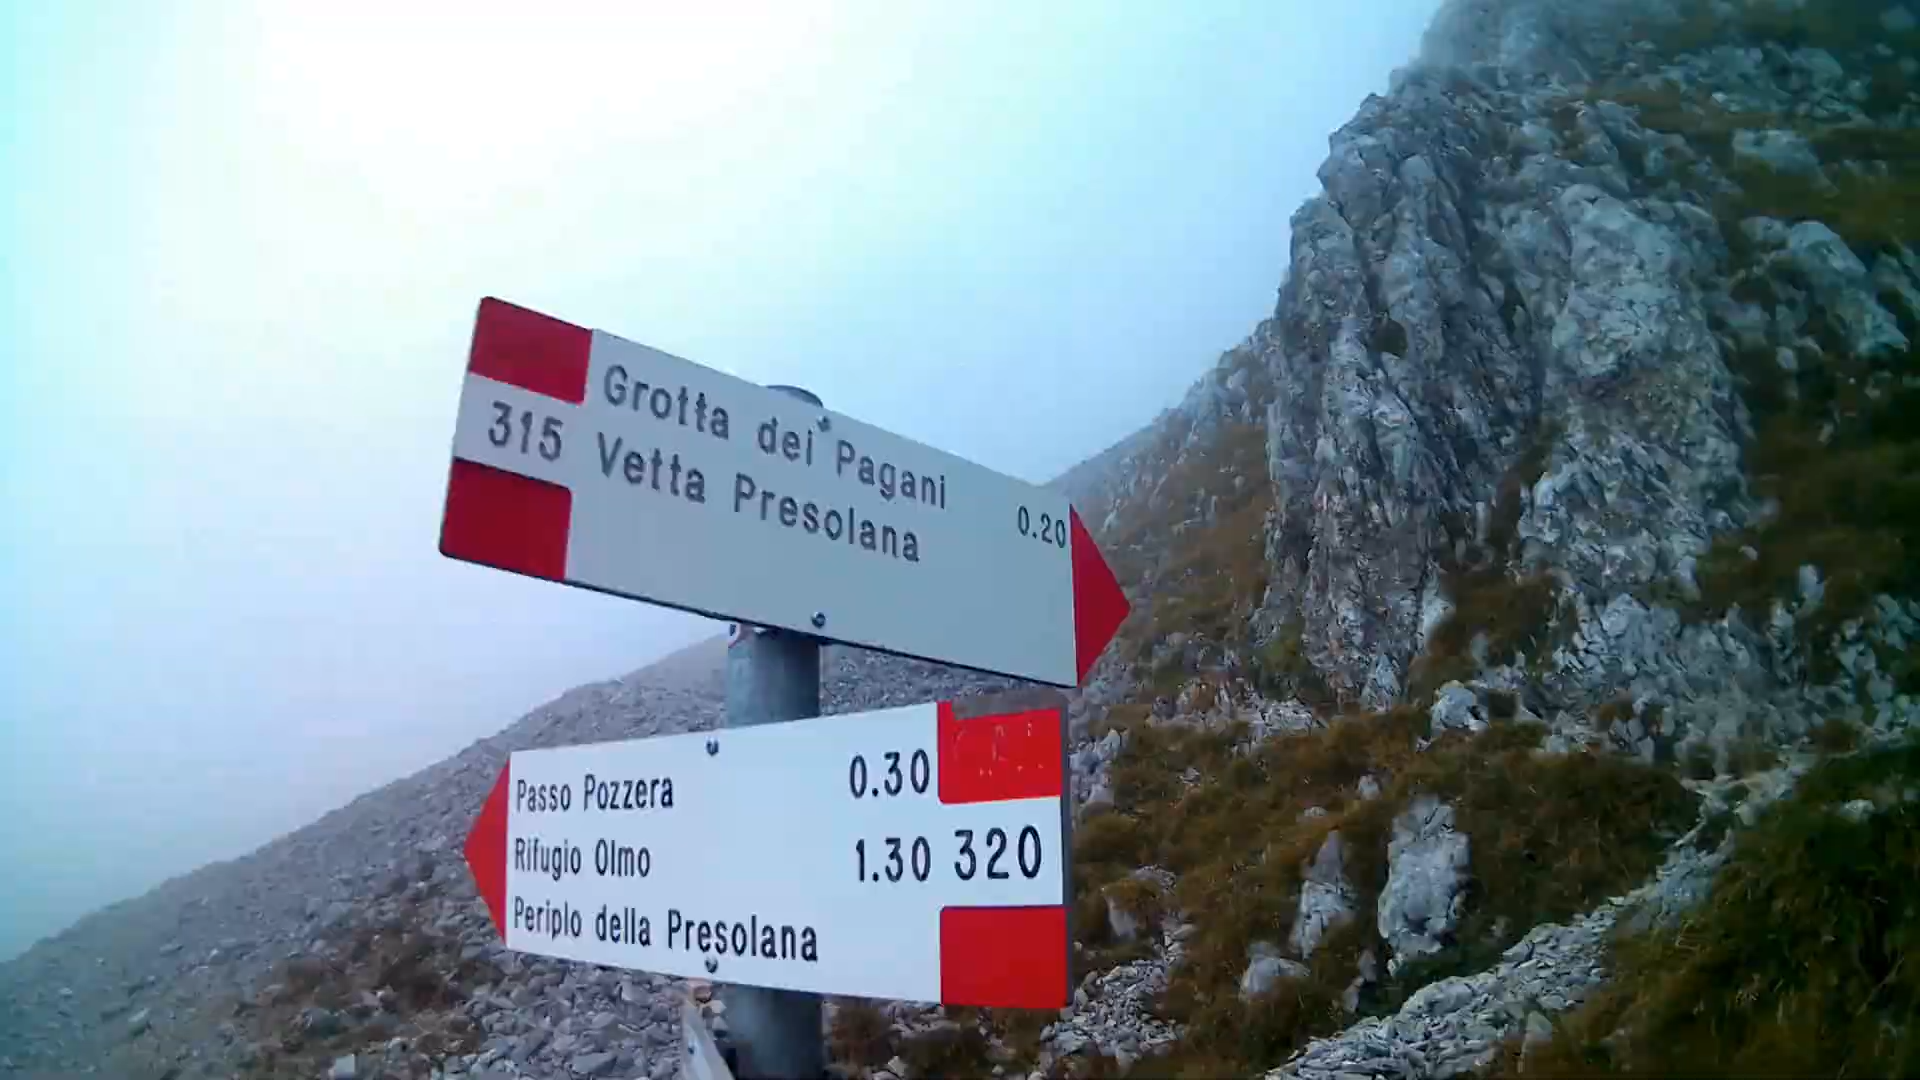 Grotta dei Pagani 0.20
315 Vetta Presolana
Passo Pozzera 0.30
Rifugio Olmo 1.30 320
Periplo della Presolana